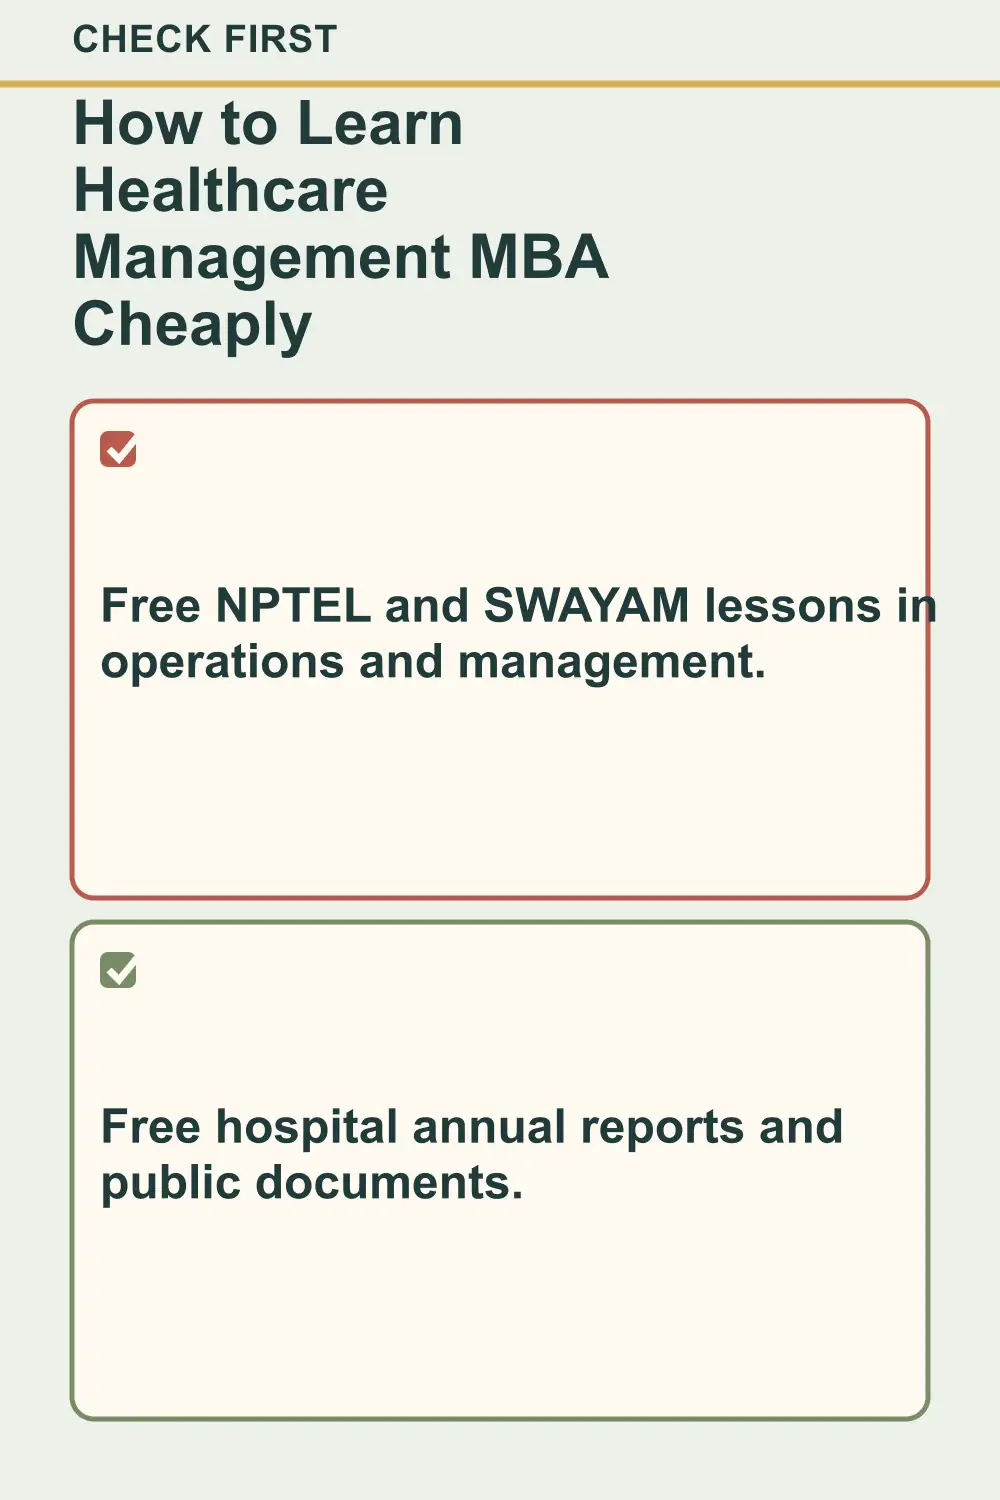 CHECK FIRST
How to Learn
Healthcare
Management MBA
Cheaply
Free NPTEL and SWAYAM lessons in
operations and management.
Free hospital annual reports and
public documents.